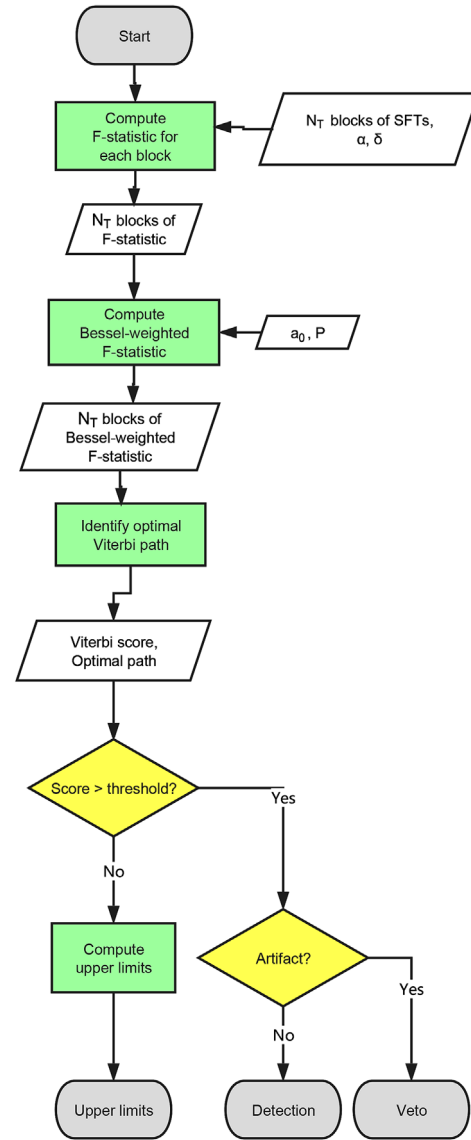 Start
Compute
F-statistic for
each block
N_T blocks of SFTs,
α, δ
N_T blocks of
F-statistic
Compute
Bessel-weighted
F-statistic
a_0, P
N_T blocks of
Bessel-weighted
F-statistic
Identify optimal
Viterbi path
Viterbi score,
Optimal path
Score > threshold?
Yes
No
Compute
upper limits
Artifact?
Yes
No
Upper limits
Detection
Veto